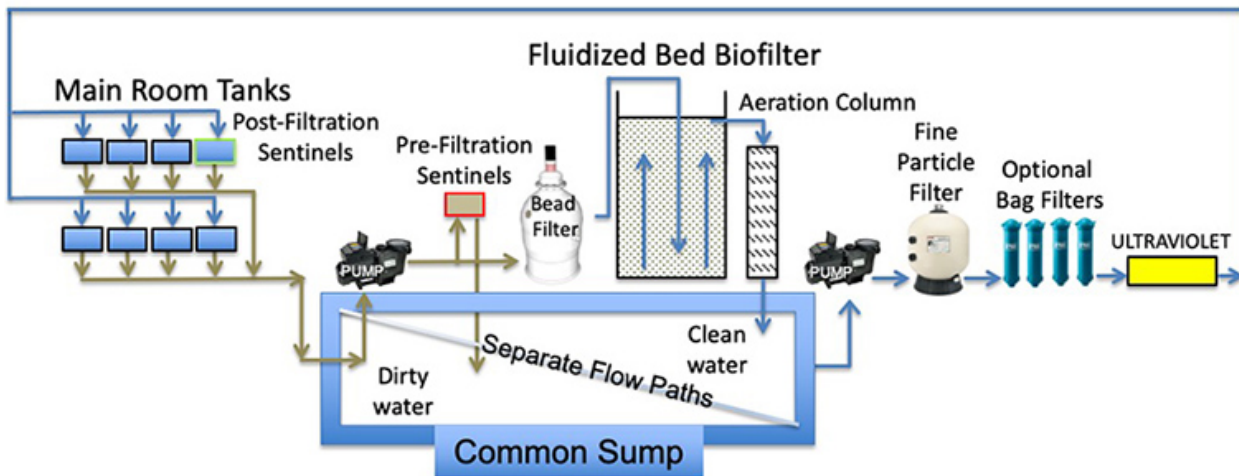 Main Room Tanks
Post-Filtration
Sentinels
Pre-Filtration
Sentinels
Bead
Filter
Fluidized Bed Biofilter
Aeration Column
Fine
Particle
Filter
Optional
Bag Filters
ULTRAVIOLET
PUMP
PUMP
Dirty
water
Separate Flow Paths
Clean
water
Common Sump